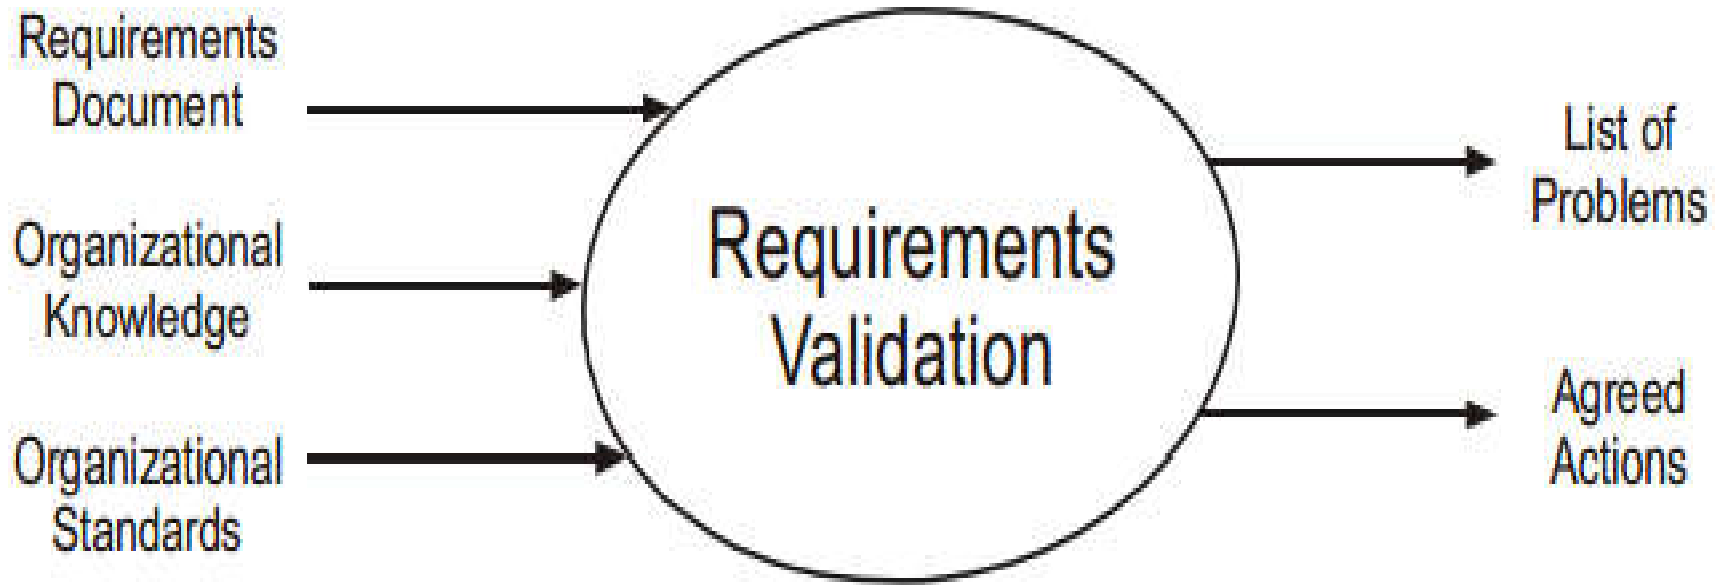 Requirements
Document
Organizational
Knowledge
Organizational
Standards
Requirements
Validation
List of
Problems
Agreed
Actions